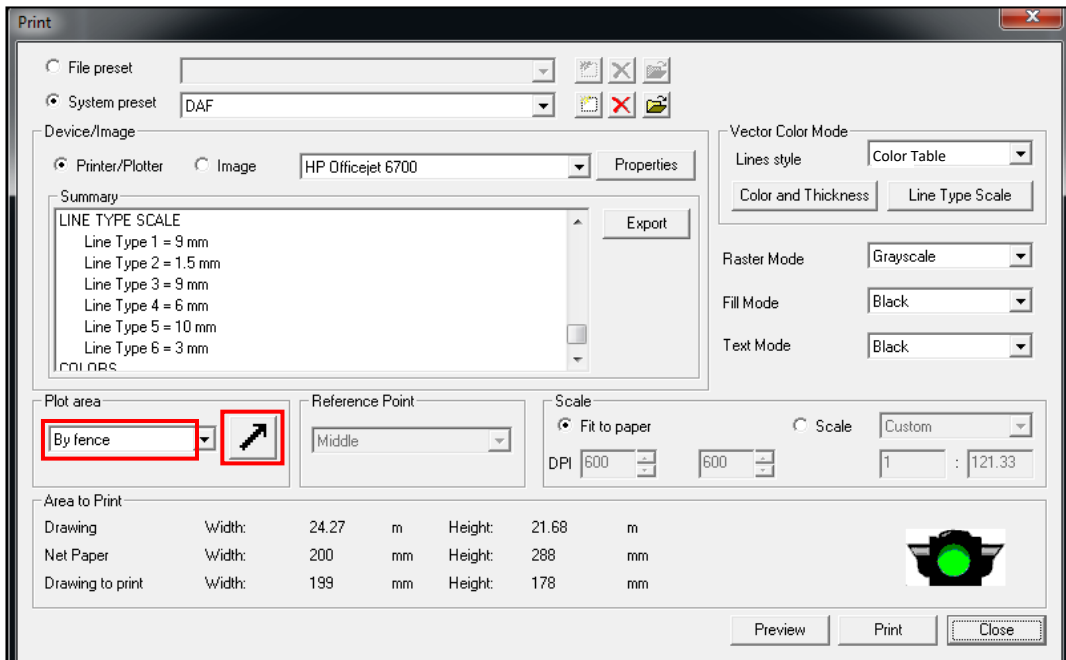 Print
File preset
System preset DAF
Device/Image
Printer/Plotter Image HP Officejet 6700 Properties
Summary
LINE TYPE SCALE
Line Type 1 = 9 mm
Line Type 2 = 1.5 mm
Line Type 3 = 9 mm
Line Type 4 = 6 mm
Line Type 5 = 10 mm
Line Type 6 = 3 mm
COLORS
Export
Vector Color Mode
Lines style Color Table
Color and Thickness Line Type Scale
Raster Mode Grayscale
Fill Mode Black
Text Mode Black
Plot area
By fence
Reference Point
Middle
Scale
Fit to paper Scale Custom
DPI 600 600 1 : 121.33
Area to Print
Drawing Width: 24.27 m Height: 21.68 m
Net Paper Width: 200 mm Height: 288 mm
Drawing to print Width: 199 mm Height: 178 mm
Preview Print Close